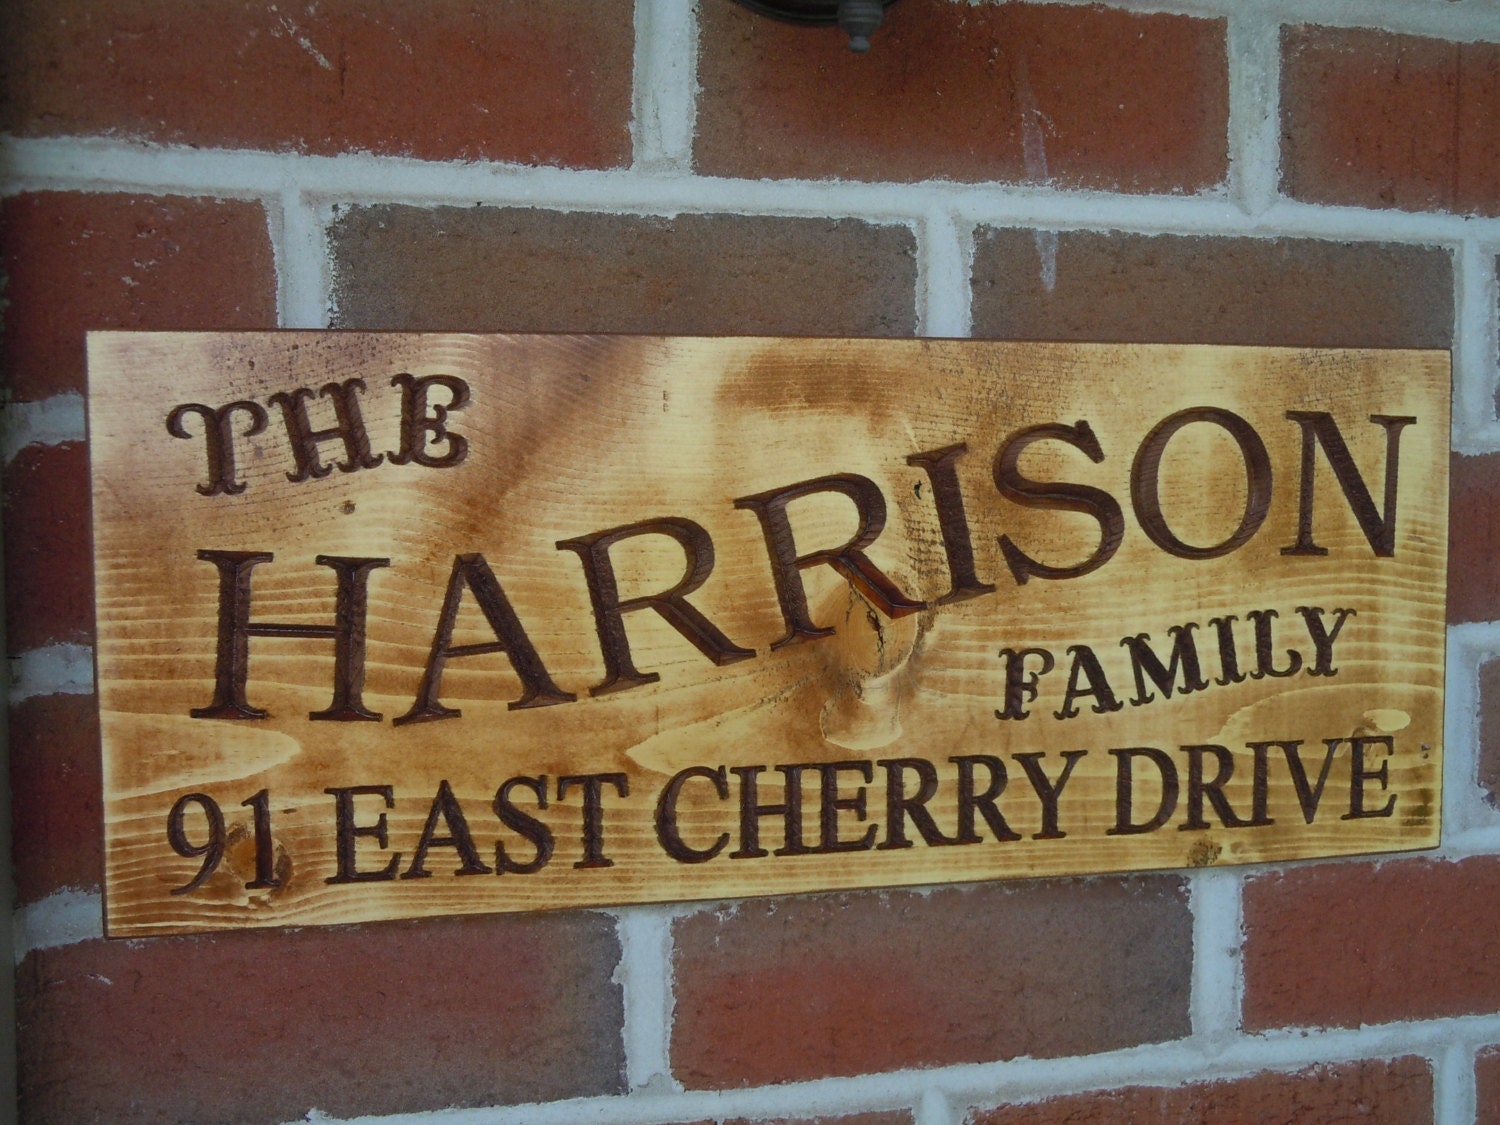 THE
HARRISON
FAMILY
91 EAST CHERRY DRIVE